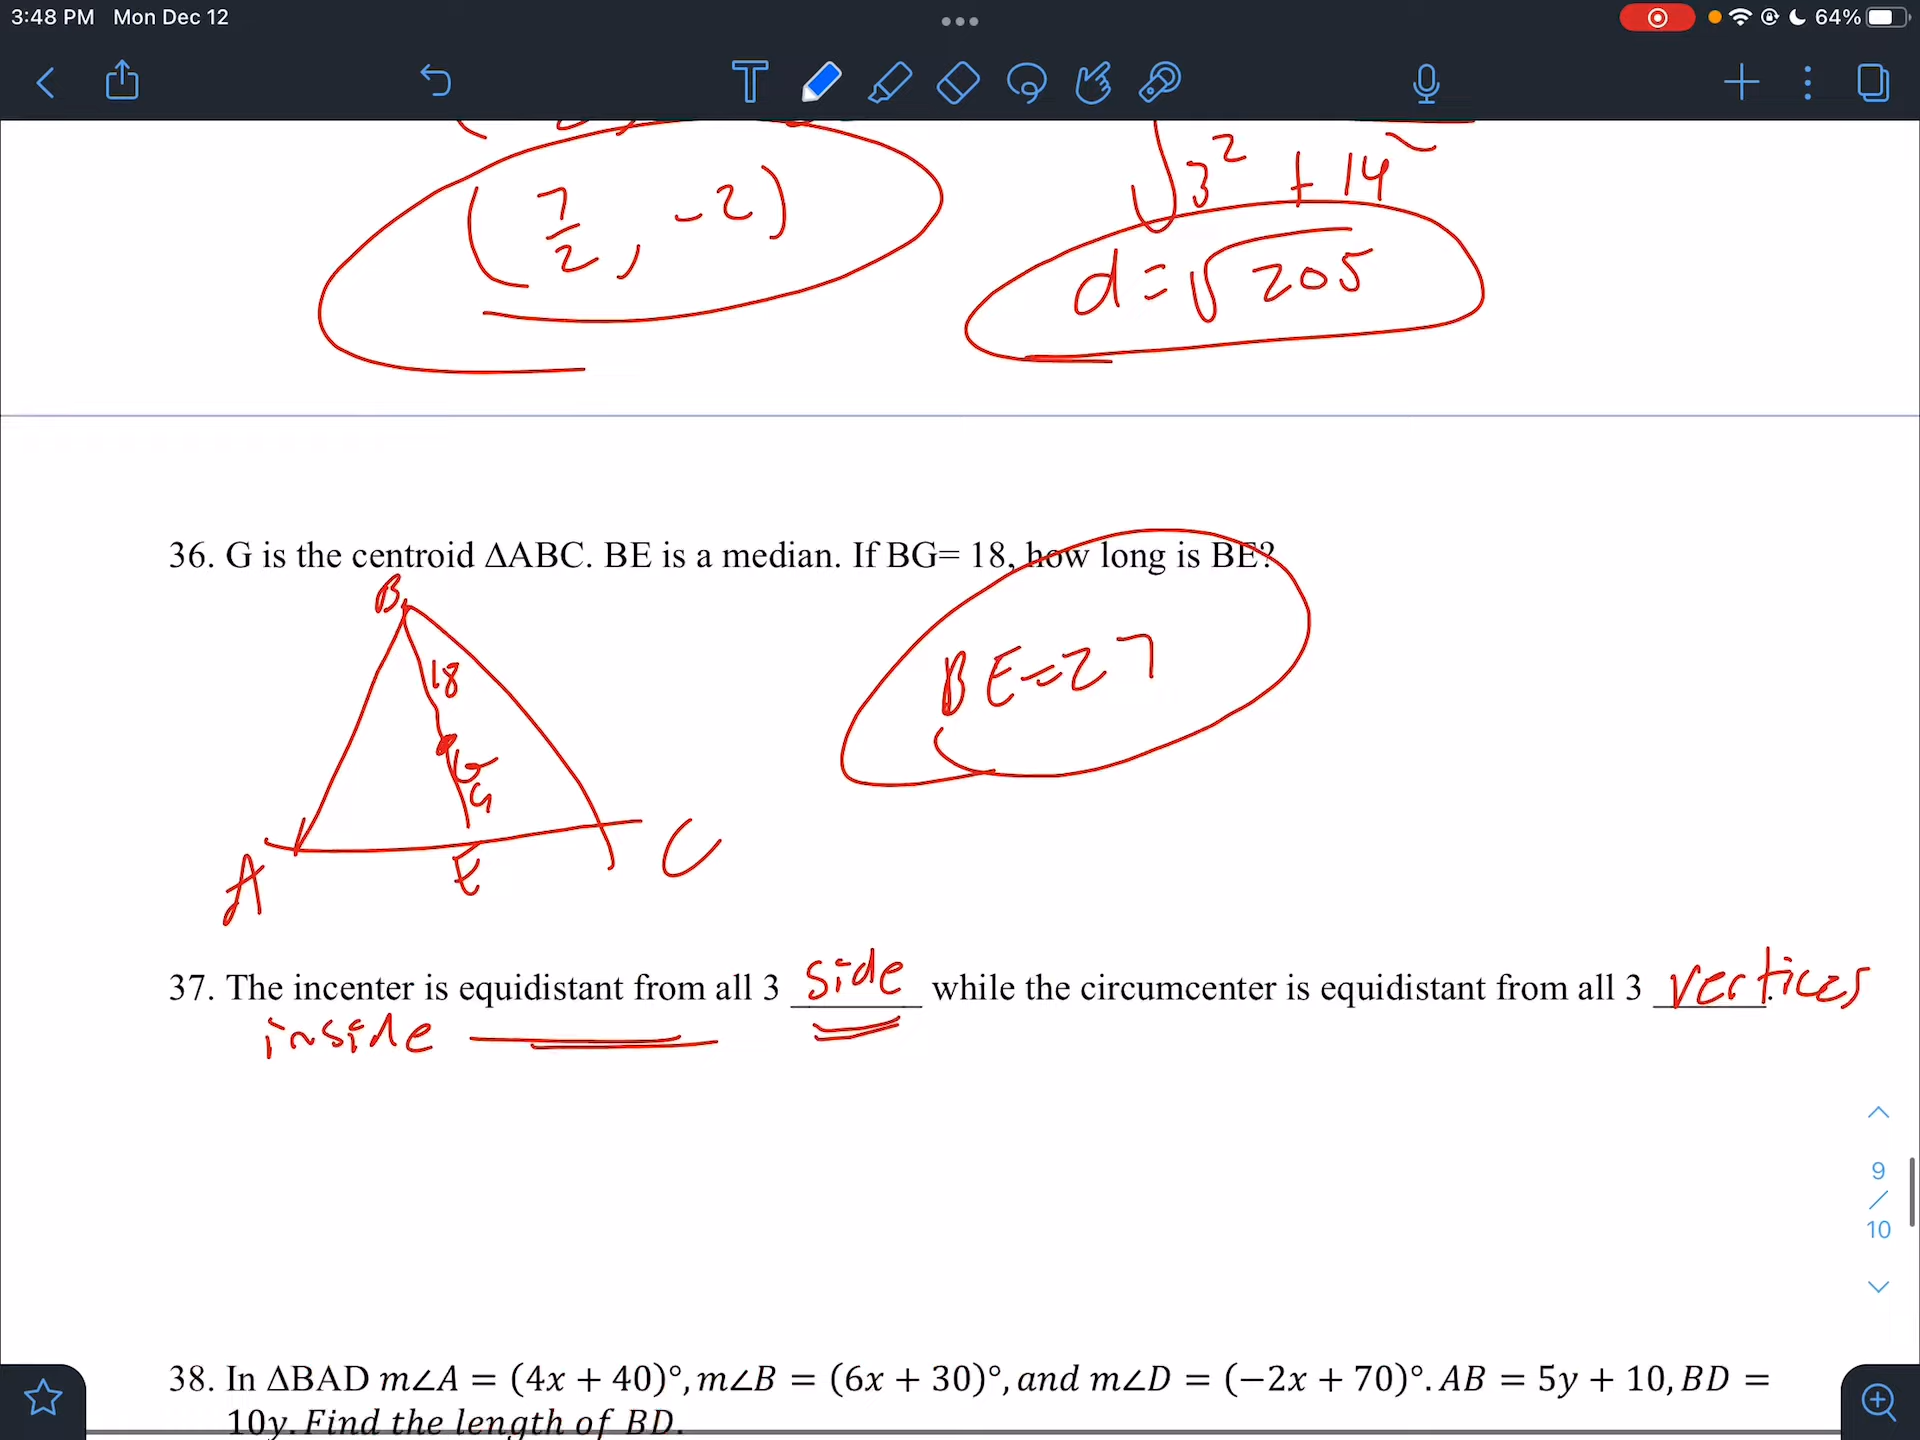 3:48 PM Mon Dec 12
64%
3² + 14²
(7/2, -2)
d = √205
36. G is the centroid ΔABC. BE is a median. If BG= 18, how long is BE?
B
18
BE=27
G
9
A
E
C
37. The incenter is equidistant from all 3 side while the circumcenter is equidistant from all 3 vertices.
inside
9
/
10
38. In ΔBAD m∠A = (4x + 40)°, m∠B = (6x + 30)°, and m∠D = (−2x + 70)°. AB = 5y + 10, BD =
10y. Find the length of BD.